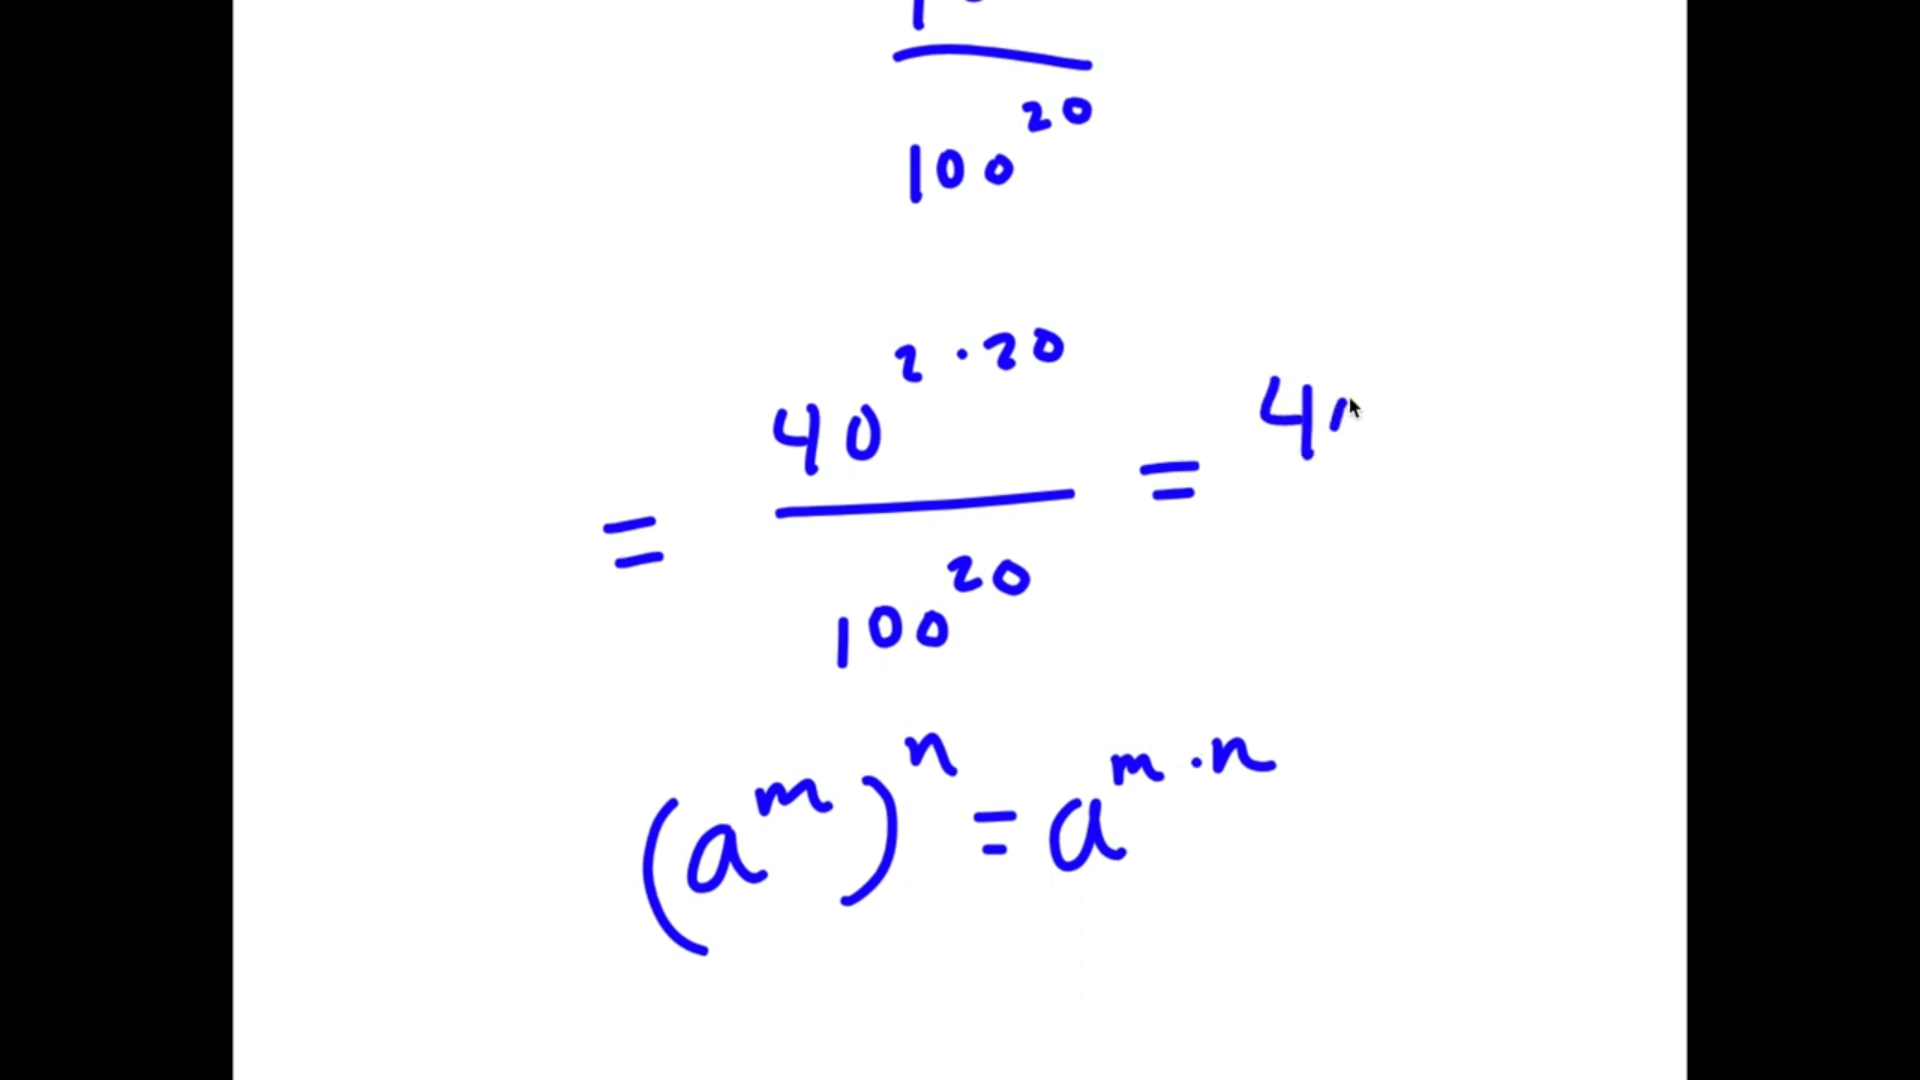 100^20
= 40^(2·20) / 100^20 = 4
(a^m)^n = a^(m·n)